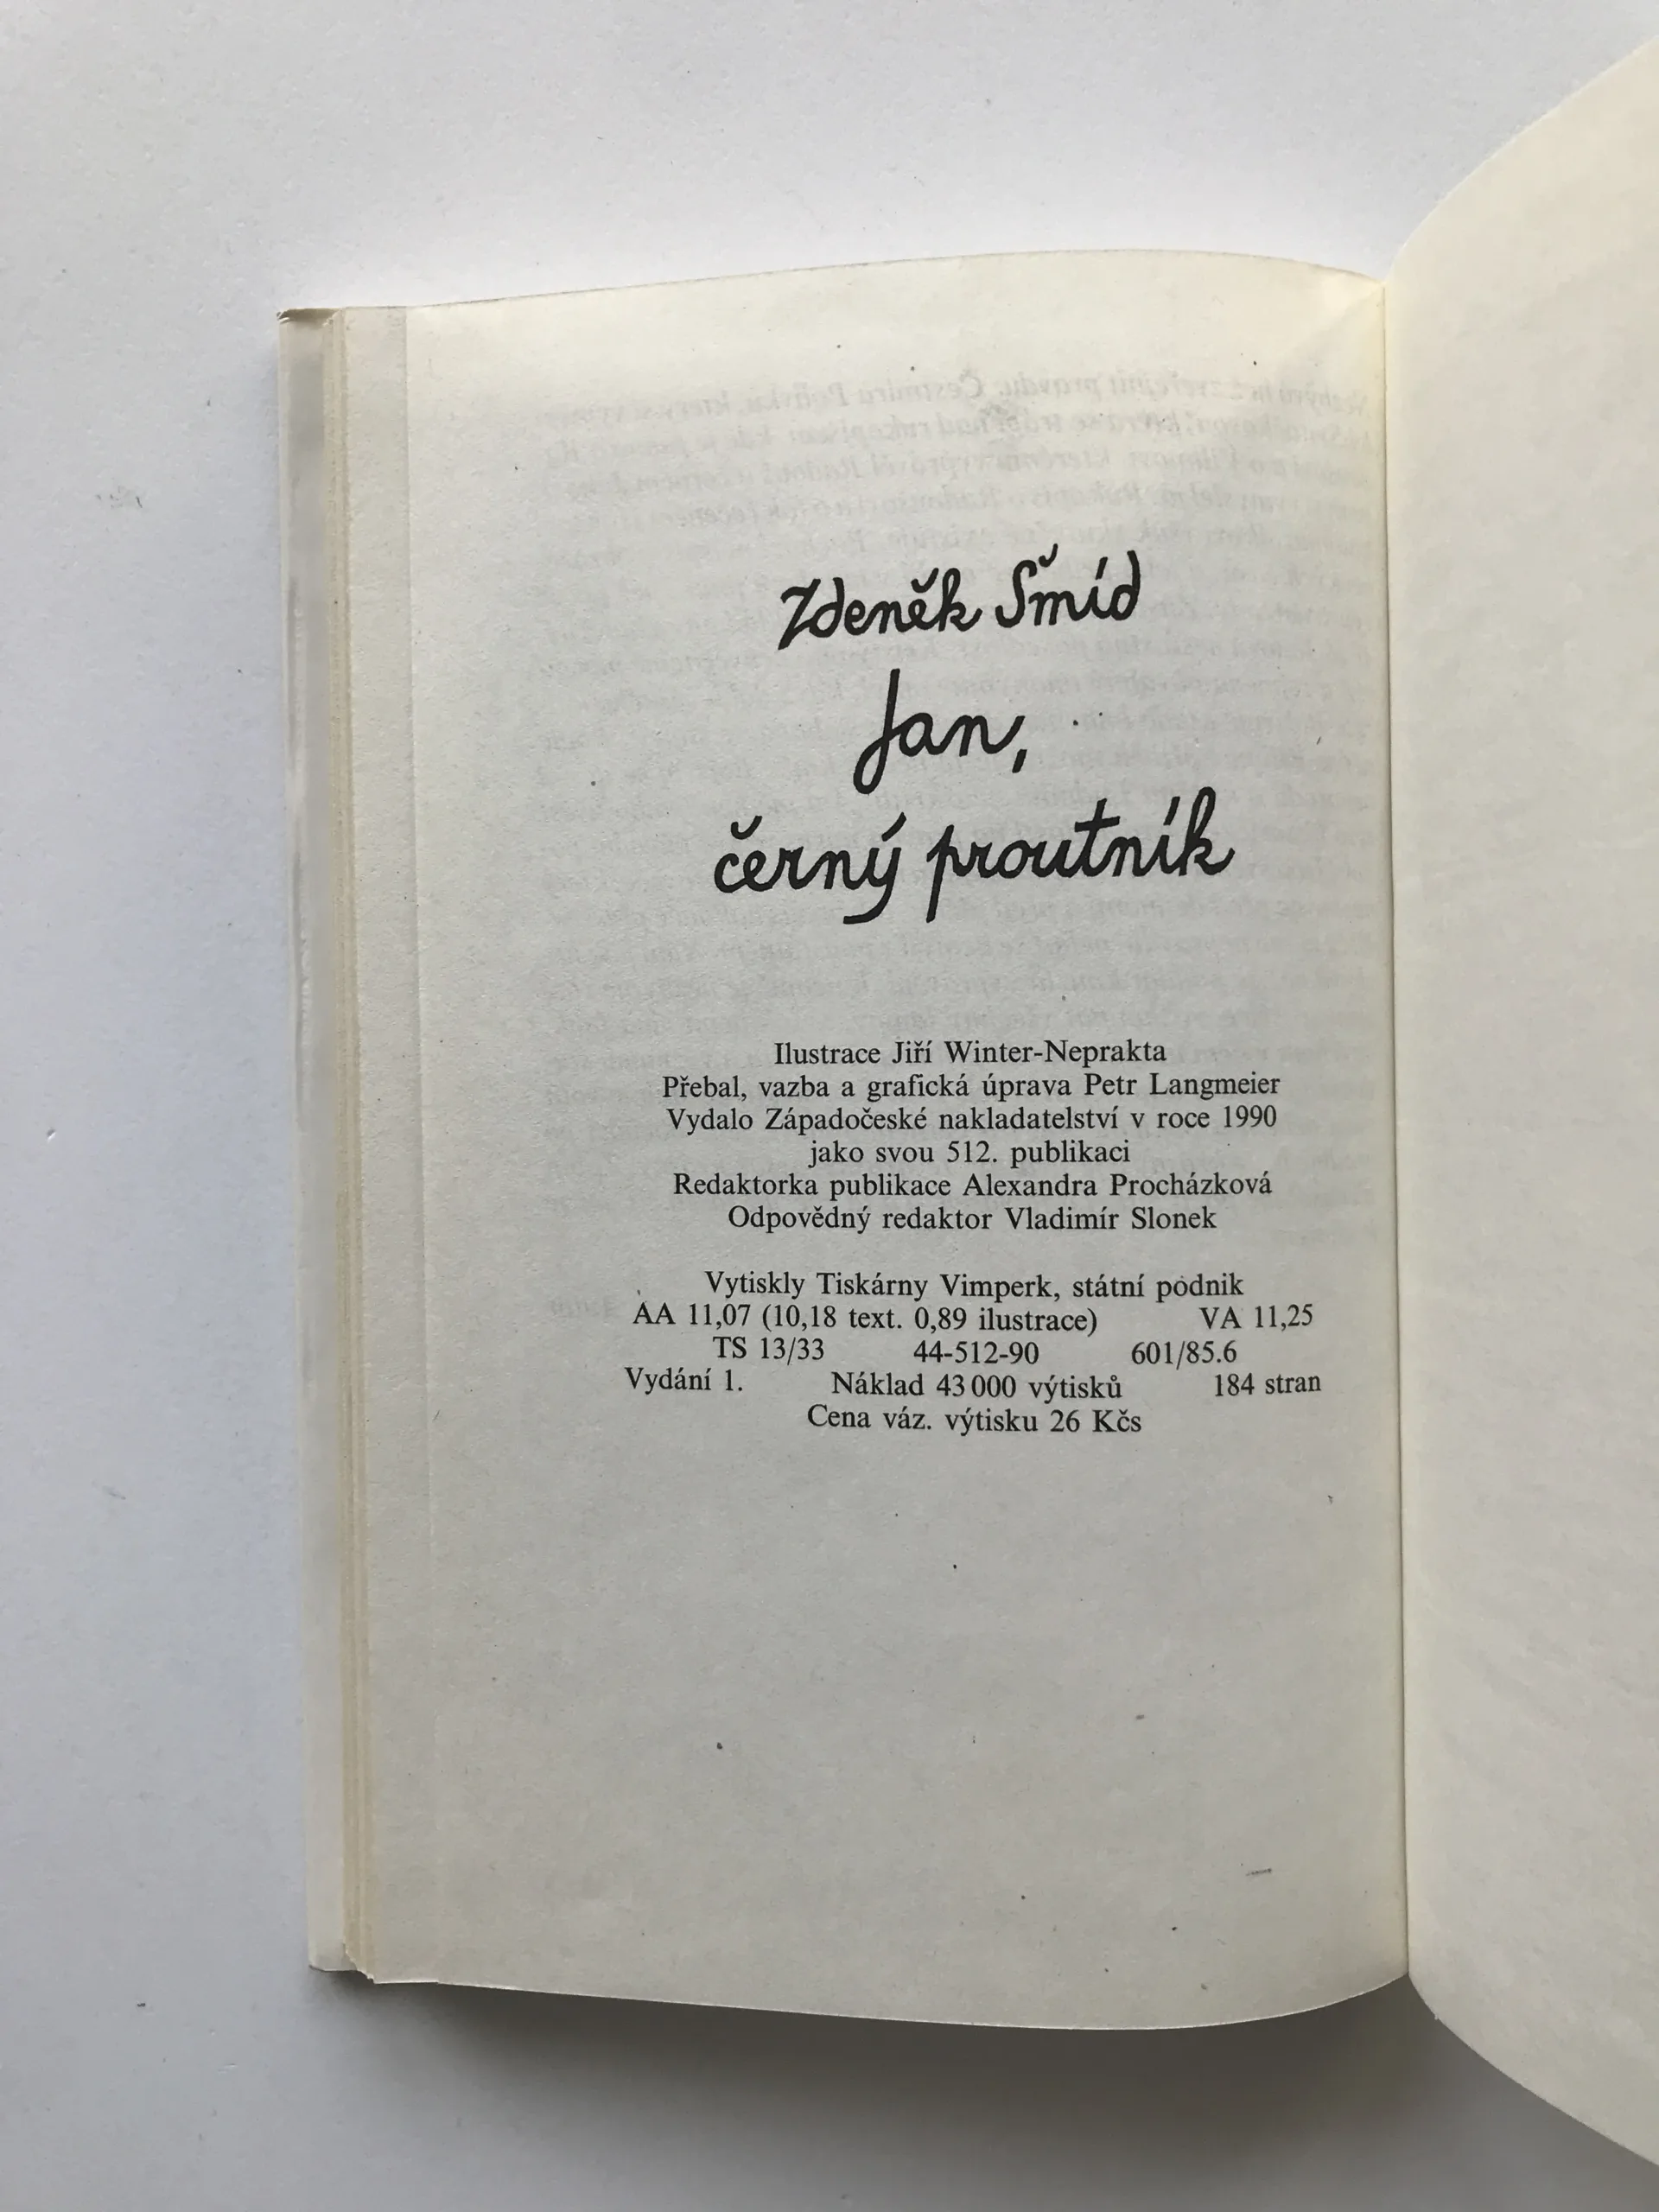 Zdeněk Šmíd
Jan,
černý proutník
Ilustrace Jiří Winter-Neprakta
Přebal, vazba a grafická úprava Petr Langmeier
Vydalo Západočeské nakladatelství v roce 1990
jako svou 512. publikaci
Redaktorka publikace Alexandra Procházková
Odpovědný redaktor Vladimír Slonek
Vytiskly Tiskárny Vimperk, státní podnik
AA 11,07 (10,18 text. 0,89 ilustrace) VA 11,25
TS 13/33 44-512-90 601/85.6
Vydání 1. Náklad 43 000 výtisků 184 stran
Cena váz. výtisku 26 Kčs